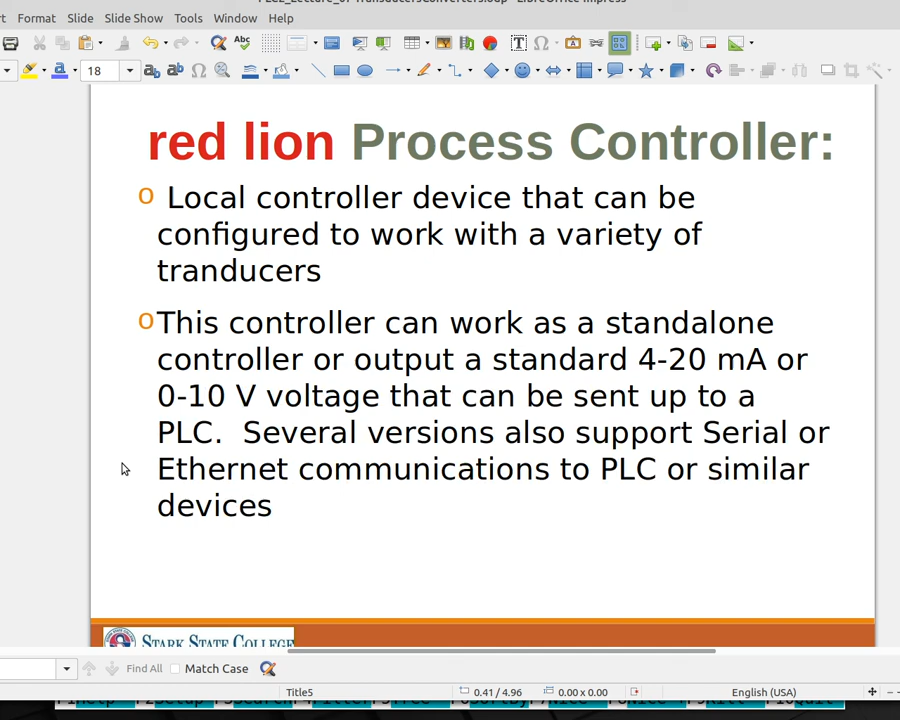 Format Slide Slide Show Tools Window Help
18
red lion Process Controller:
o Local controller device that can be
configured to work with a variety of
tranducers
oThis controller can work as a standalone
controller or output a standard 4-20 mA or
0-10 V voltage that can be sent up to a
PLC. Several versions also support Serial or
Ethernet communications to PLC or similar
devices
STARK STATE COLLEGE
Find All Match Case
Title5 0.41 / 4.96 0.00 x 0.00 English (USA)